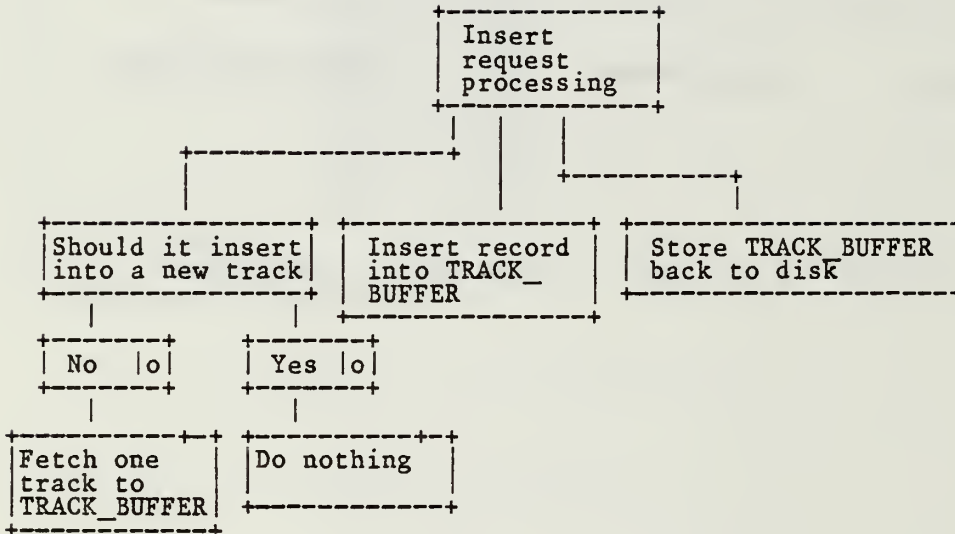 Insert
request
processing
Should it insert
into a new track
Insert record
into TRACK_
BUFFER
Store TRACK_BUFFER
back to disk
No |o|
Yes |o|
Fetch one
track to
TRACK_BUFFER
Do nothing